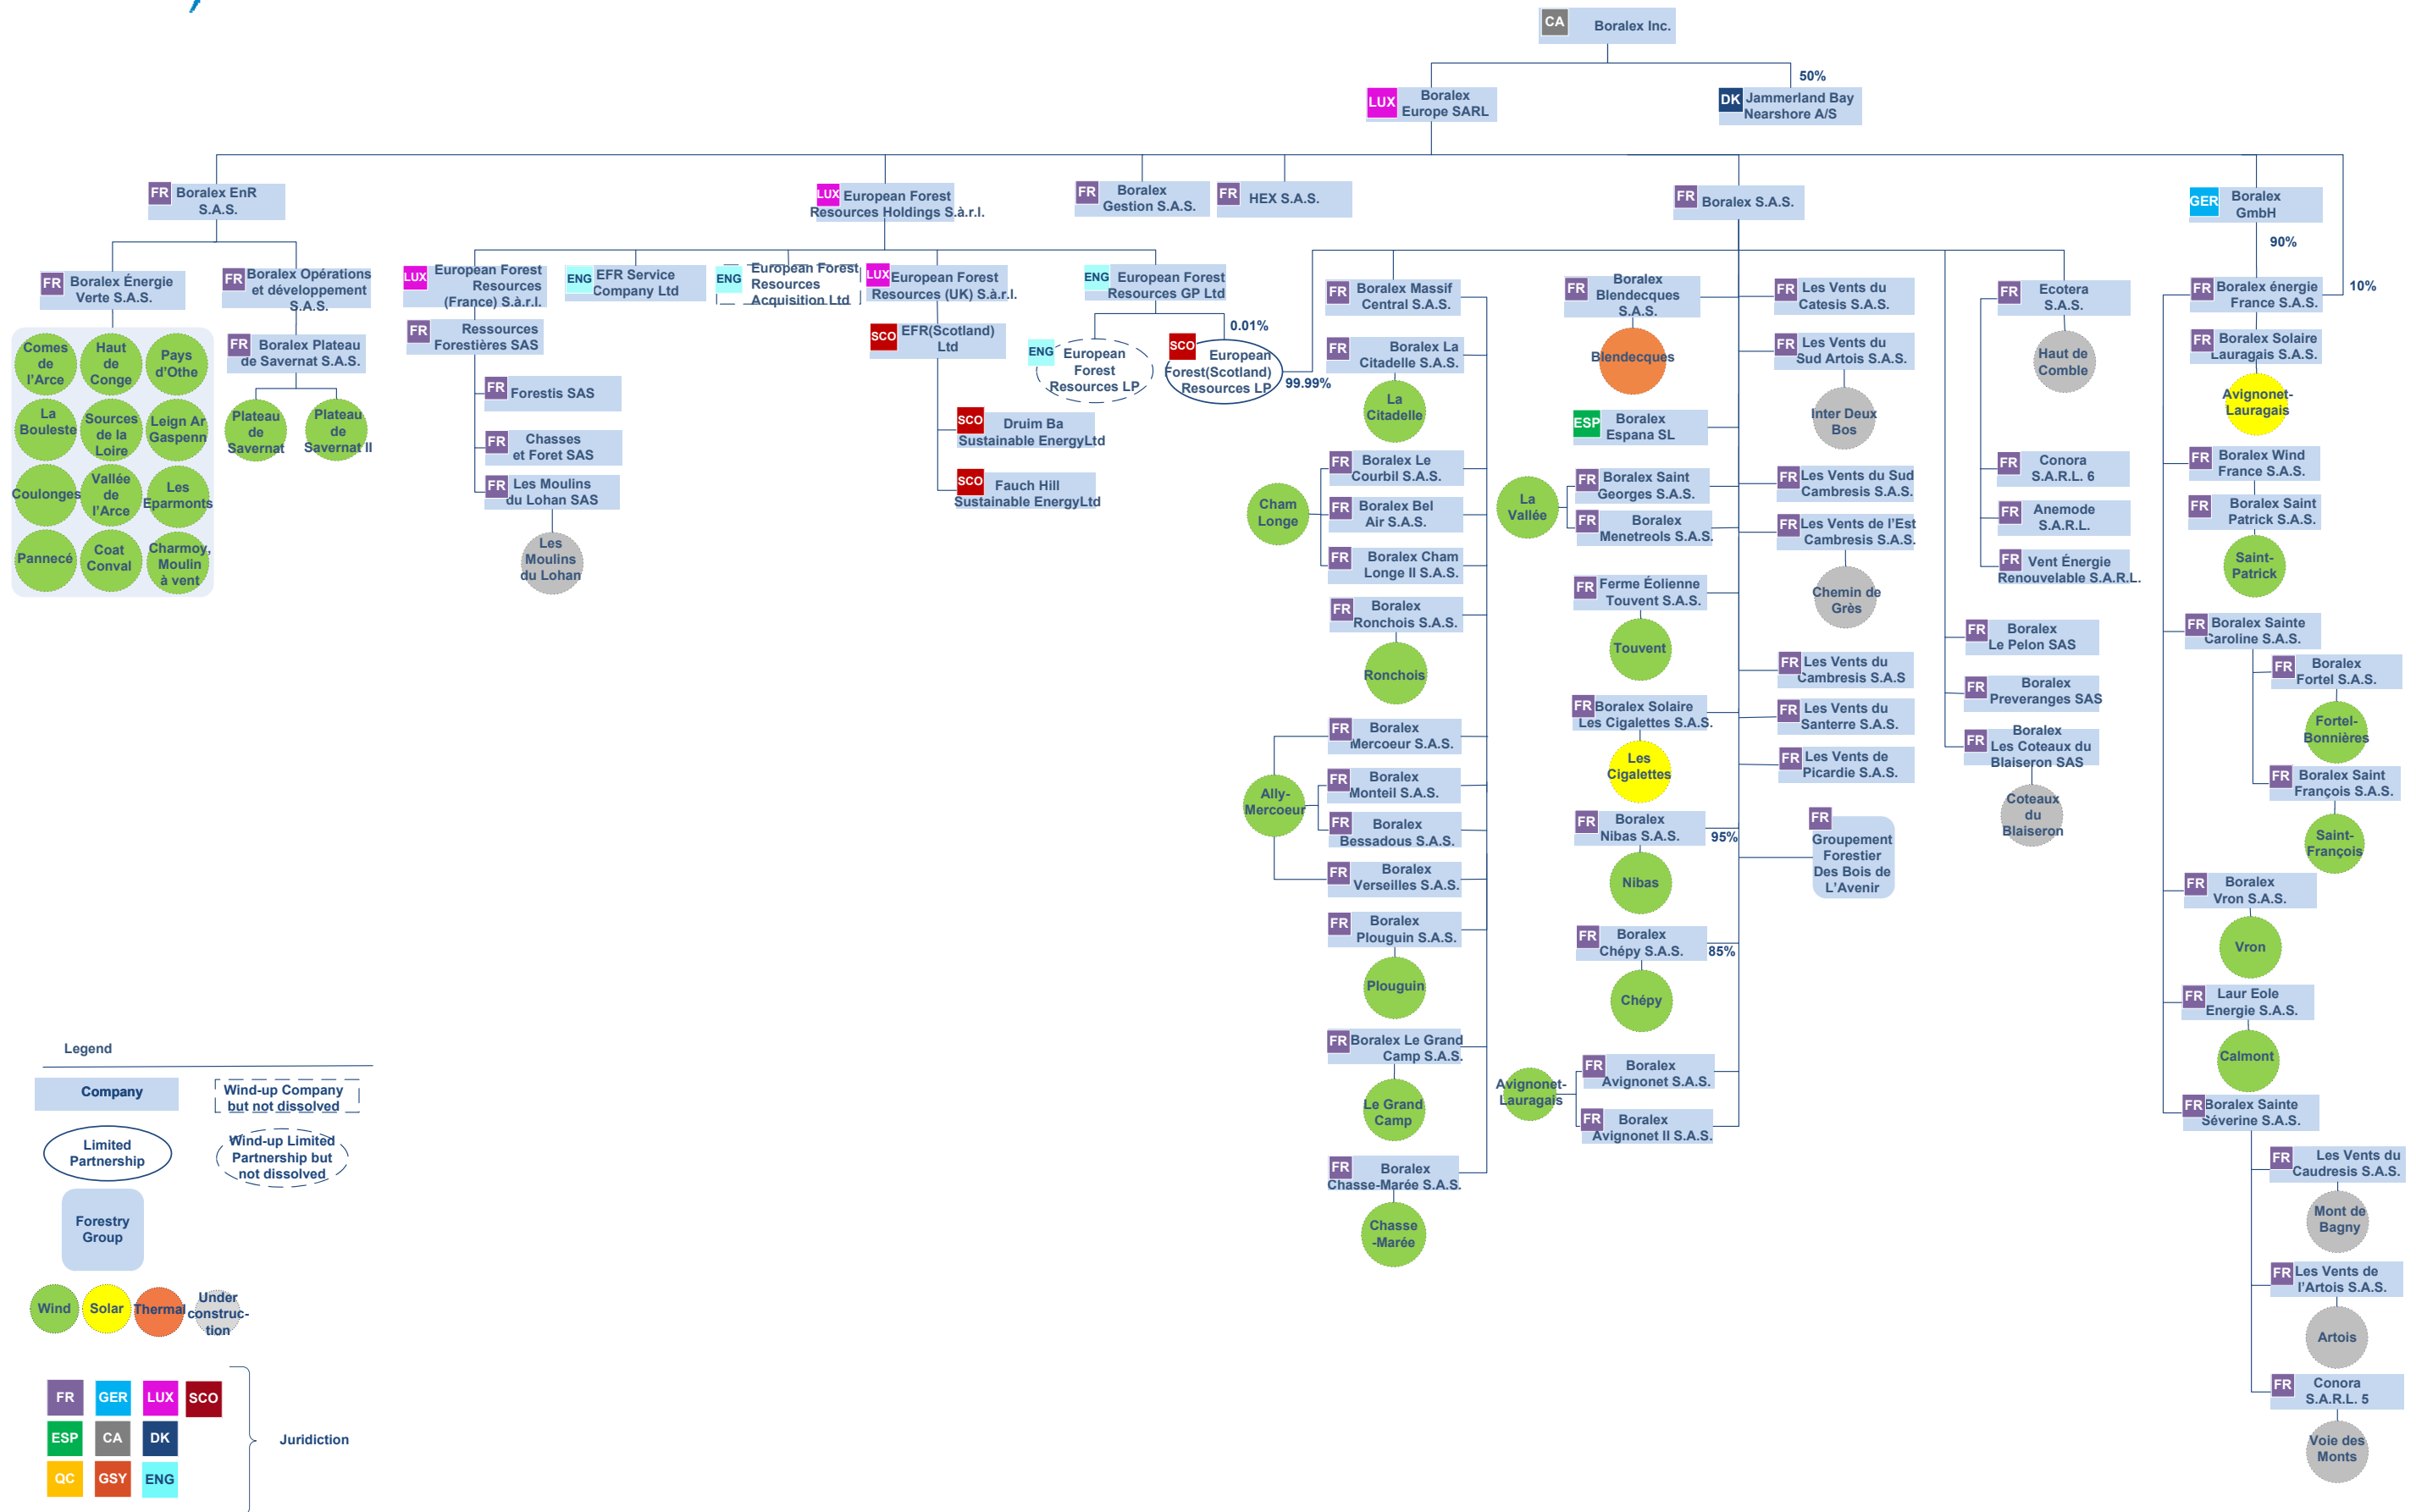 CA
Boralex Inc.
50%
LUX
Boralex
Europe SARL
DK
Jammerland Bay
Nearshore A/S
FR
Boralex EnR
S.A.S.
LUX
European Forest
Resources Holdings S.à.r.l.
FR
Boralex
Gestion S.A.S.
FR
HEX S.A.S.
FR
Boralex S.A.S.
GER
Boralex
GmbH
90%
10%
FR
Boralex Énergie
Verte S.A.S.
FR
Boralex Opérations
et développement
S.A.S.
Comes
de
l'Arce
Haut
de
Conge
Pays
d'Othe
La
Bouleste
Sources
de la
Loire
Leign Ar
Gaspenn
Coulonges
Vallée
de
l'Arce
Les
Eparmonts
Pannecé
Coat
Conval
Charmoy,
Moulin
à vent
FR
Boralex Plateau
de Savernat S.A.S.
Plateau
de
Savernat
Plateau
de
Savernat II
LUX
European Forest
Resources
(France) S.à.r.l.
FR
Ressources
Forestières SAS
FR
Forestis SAS
FR
Chasses
et Foret SAS
FR
Les Moulins
du Lohan SAS
Les
Moulins
du Lohan
ENG
EFR Service
Company Ltd
ENG
European Forest
Resources
Acquisition Ltd
LUX
European Forest
Resources (UK) S.à.r.l.
SCO
EFR(Scotland)
Ltd
SCO
Druim Ba
Sustainable EnergyLtd
SCO
Fauch Hill
Sustainable EnergyLtd
ENG
European Forest
Resources GP Ltd
0.01%
ENG
European
Forest
Resources LP
SCO
European
Forest(Scotland)
Resources LP
99.99%
FR
Boralex Massif
Central S.A.S.
FR
Boralex La
Citadelle S.A.S.
La
Citadelle
FR
Boralex Le
Courbil S.A.S.
FR
Boralex Bel
Air S.A.S.
FR
Boralex Cham
Longe II S.A.S.
Cham
Longe
FR
Boralex
Ronchois S.A.S.
Ronchois
FR
Boralex
Mercoeur S.A.S.
FR
Boralex
Monteil S.A.S.
FR
Boralex
Bessadous S.A.S.
FR
Boralex
Verseilles S.A.S.
Ally-
Mercoeur
FR
Boralex
Plouguin S.A.S.
Plouguin
FR
Boralex Le Grand
Camp S.A.S.
Le Grand
Camp
FR
Boralex
Chasse-Marée S.A.S.
Chasse
-Marée
FR
Boralex
Blendecques
S.A.S.
Blendecques
ESP
Boralex
Espana SL
FR
Boralex Saint
Georges S.A.S.
FR
Boralex
Menetreols S.A.S.
La
Vallée
FR
Ferme Éolienne
Touvent S.A.S.
Touvent
FR
Boralex Solaire
Les Cigalettes S.A.S.
Les
Cigalettes
FR
Boralex
Nibas S.A.S.
95%
Nibas
FR
Boralex
Chépy S.A.S.
85%
Chépy
FR
Boralex
Avignonet S.A.S.
FR
Boralex
Avignonet II S.A.S.
Avignonet-
Lauragais
FR
Les Vents du
Catesis S.A.S.
FR
Les Vents du
Sud Artois S.A.S.
Inter Deux
Bos
FR
Les Vents du Sud
Cambresis S.A.S.
FR
Les Vents de l'Est
Cambresis S.A.S.
Chemin de
Grès
FR
Les Vents du
Cambresis S.A.S
FR
Les Vents du
Santerre S.A.S.
FR
Les Vents de
Picardie S.A.S.
FR
Groupement
Forestier
Des Bois de
L'Avenir
FR
Ecotera
S.A.S.
Haut de
Comble
FR
Conora
S.A.R.L. 6
FR
Anemode
S.A.R.L.
FR
Vent Énergie
Renouvelable S.A.R.L.
FR
Boralex
Le Pelon SAS
FR
Boralex
Preveranges SAS
FR
Boralex
Les Coteaux du
Blaiseron SAS
Coteaux
du
Blaiseron
FR
Boralex énergie
France S.A.S.
FR
Boralex Solaire
Lauragais S.A.S.
Avignonet-
Lauragais
FR
Boralex Wind
France S.A.S.
FR
Boralex Saint
Patrick S.A.S.
Saint-
Patrick
FR
Boralex Sainte
Caroline S.A.S.
FR
Boralex
Fortel S.A.S.
Fortel-
Bonnières
FR
Boralex Saint
François S.A.S.
Saint-
François
FR
Boralex
Vron S.A.S.
Vron
FR
Laur Eole
Energie S.A.S.
Calmont
FR
Boralex Sainte
Séverine S.A.S.
FR
Les Vents du
Caudresis S.A.S.
Mont de
Bagny
FR
Les Vents de
l'Artois S.A.S.
Artois
FR
Conora
S.A.R.L. 5
Voie des
Monts
Legend
Company
Wind-up Company
but not dissolved
Limited
Partnership
Wind-up Limited
Partnership but
not dissolved
Forestry
Group
Wind
Solar
Thermal
Under
construc-
tion
FR
GER
LUX
SCO
ESP
CA
DK
QC
GSY
ENG
Juridiction